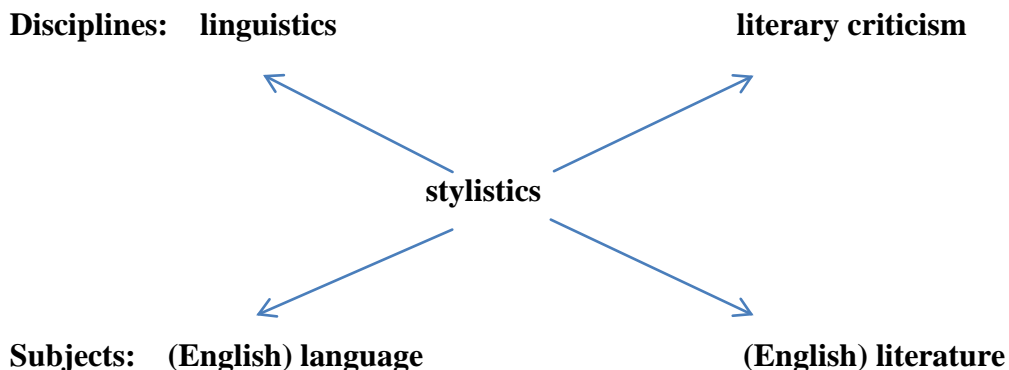 Disciplines: linguistics literary criticism
stylistics
Subjects: (English) language (English) literature